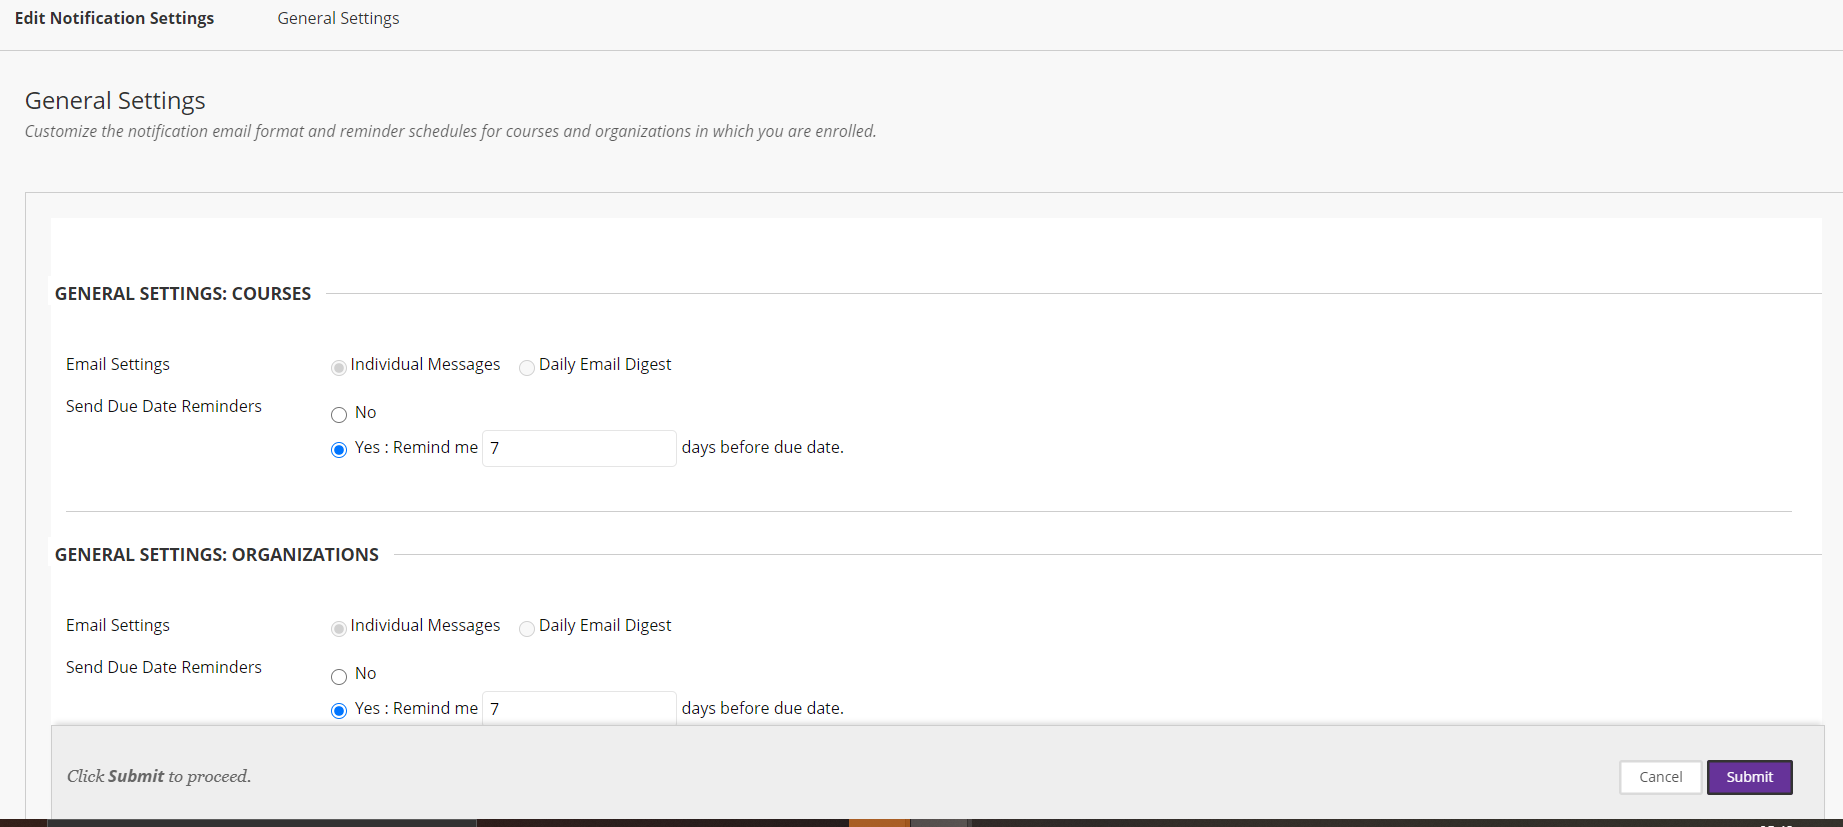 Edit Notification Settings General Settings
General Settings
Customize the notification email format and reminder schedules for courses and organizations in which you are enrolled.
GENERAL SETTINGS: COURSES
Email Settings Individual Messages Daily Email Digest
Send Due Date Reminders No
Yes : Remind me 7 days before due date.
GENERAL SETTINGS: ORGANIZATIONS
Email Settings Individual Messages Daily Email Digest
Send Due Date Reminders No
Yes : Remind me 7 days before due date.
Click Submit to proceed. Cancel Submit